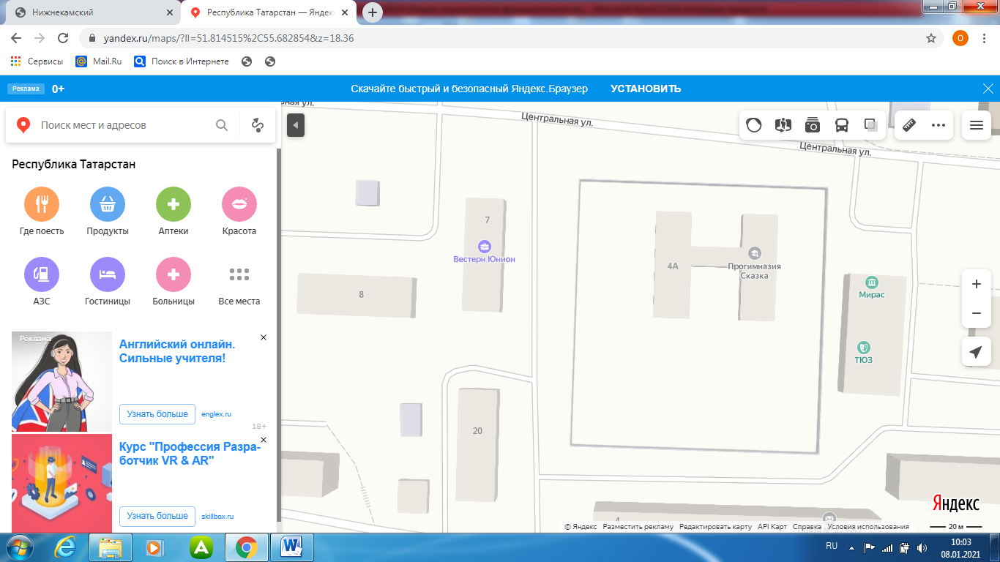 Нижнекамский
Республика Татарстан — Яндек
yandex.ru/maps/?ll=51.814515%2C55.682854&z=18.36
О
Сервисы Mail.Ru Поиск в Интернете
Реклама 0+ Скачайте быстрый и безопасный Яндекс.Браузер УСТАНОВИТЬ
Поиск мест и адресов
Республика Татарстан
Где поесть Продукты Аптеки Красота
АЗС Гостиницы Больницы Все места
Реклама
Английский онлайн.
Сильные учителя!
Узнать больше englex.ru
18+
Курс "Профессия Разра-
ботчик VR & AR"
Узнать больше skillbox.ru
ул.
Центральная ул.
Центральная ул.
7
Вестерн Юнион
8
4А
Прогимназия
Сказка
Мирас
ТЮЗ
20
4
Яндекс
© Яндекс Разместить рекламу Редактировать карту API Карт Справка Условия использования 20 м
RU
10:03
08.01.2021